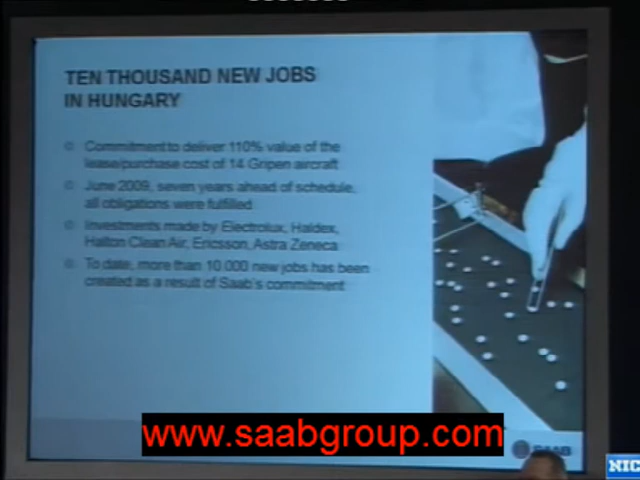 TEN THOUSAND NEW JOBS
IN HUNGARY
Commitment to deliver 110% value of the
lease/purchase cost of 14 Gripen aircraft
June 2009, seven years ahead of schedule,
all obligations were fulfilled
Investments made by Electrolux, Haldex,
Halton Clean Air, Ericsson, Astra Zeneca
To date, more than 10.000 new jobs has been
created as a result of Saab's commitment
www.saabgroup.com
SAAB
NIC